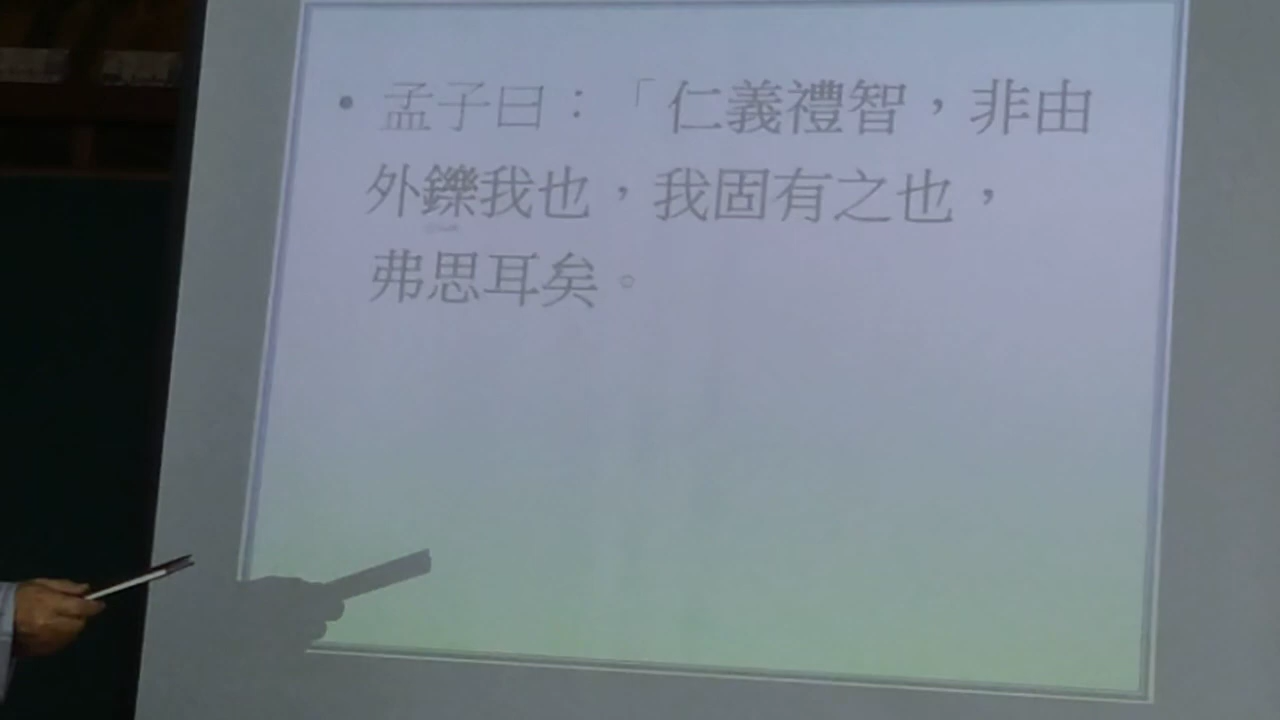 • 孟子曰：「仁義禮智，非由
外鑠我也，我固有之也，
弗思耳矣。